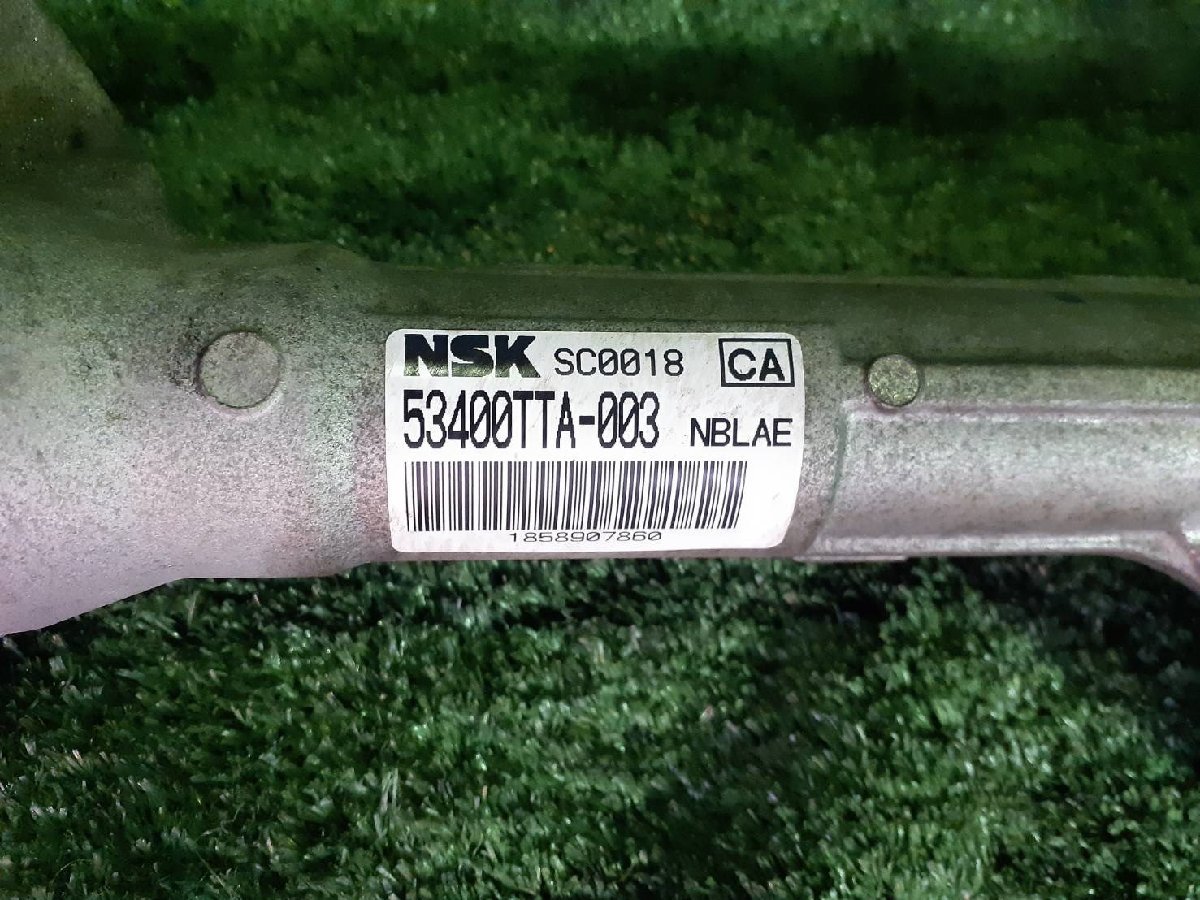 NSK SC0018 CA
53400TTA-003 NBLAE
1858907860